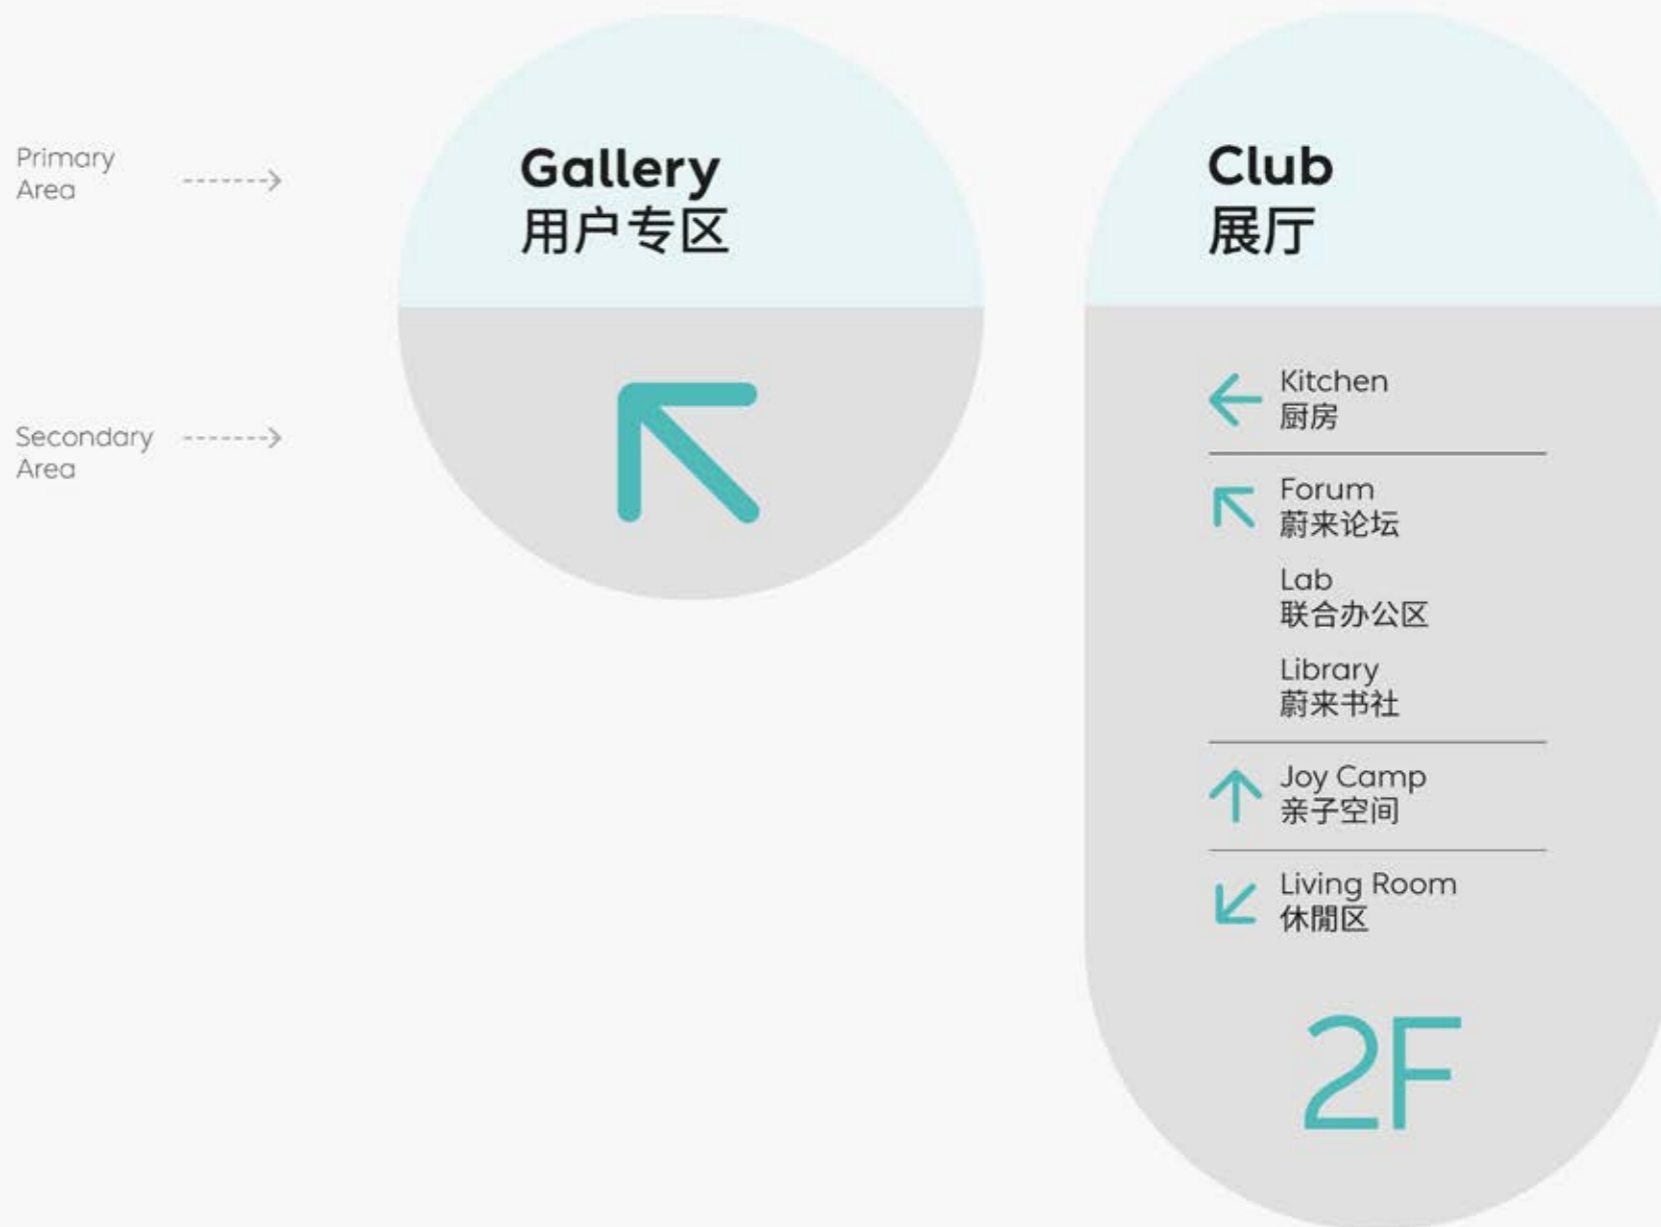 Primary
Area
Secondary
Area
Gallery
用户专区
Club
展厅
Kitchen
厨房
Forum
蔚来论坛
Lab
联合办公区
Library
蔚来书社
Joy Camp
亲子空间
Living Room
休閒区
2F